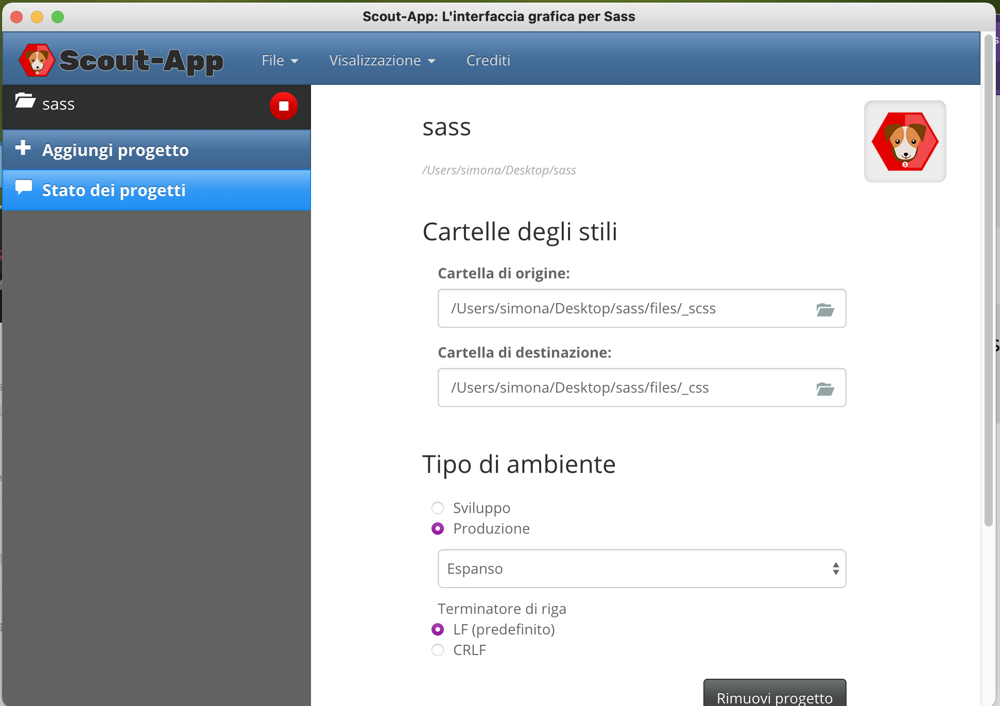 Scout-App: L'interfaccia grafica per Sass
Scout-App File Visalizzazione Crediti
sass
Aggiungi progetto
Stato dei progetti
sass
/Users/simona/Desktop/sass
Cartelle degli stili
Cartella di origine:
/Users/simona/Desktop/sass/files/_scss
Cartella di destinazione:
/Users/simona/Desktop/sass/files/_css
Tipo di ambiente
Sviluppo
Produzione
Espanso
Terminatore di riga
LF (predefinito)
CRLF
Rimuovi progetto